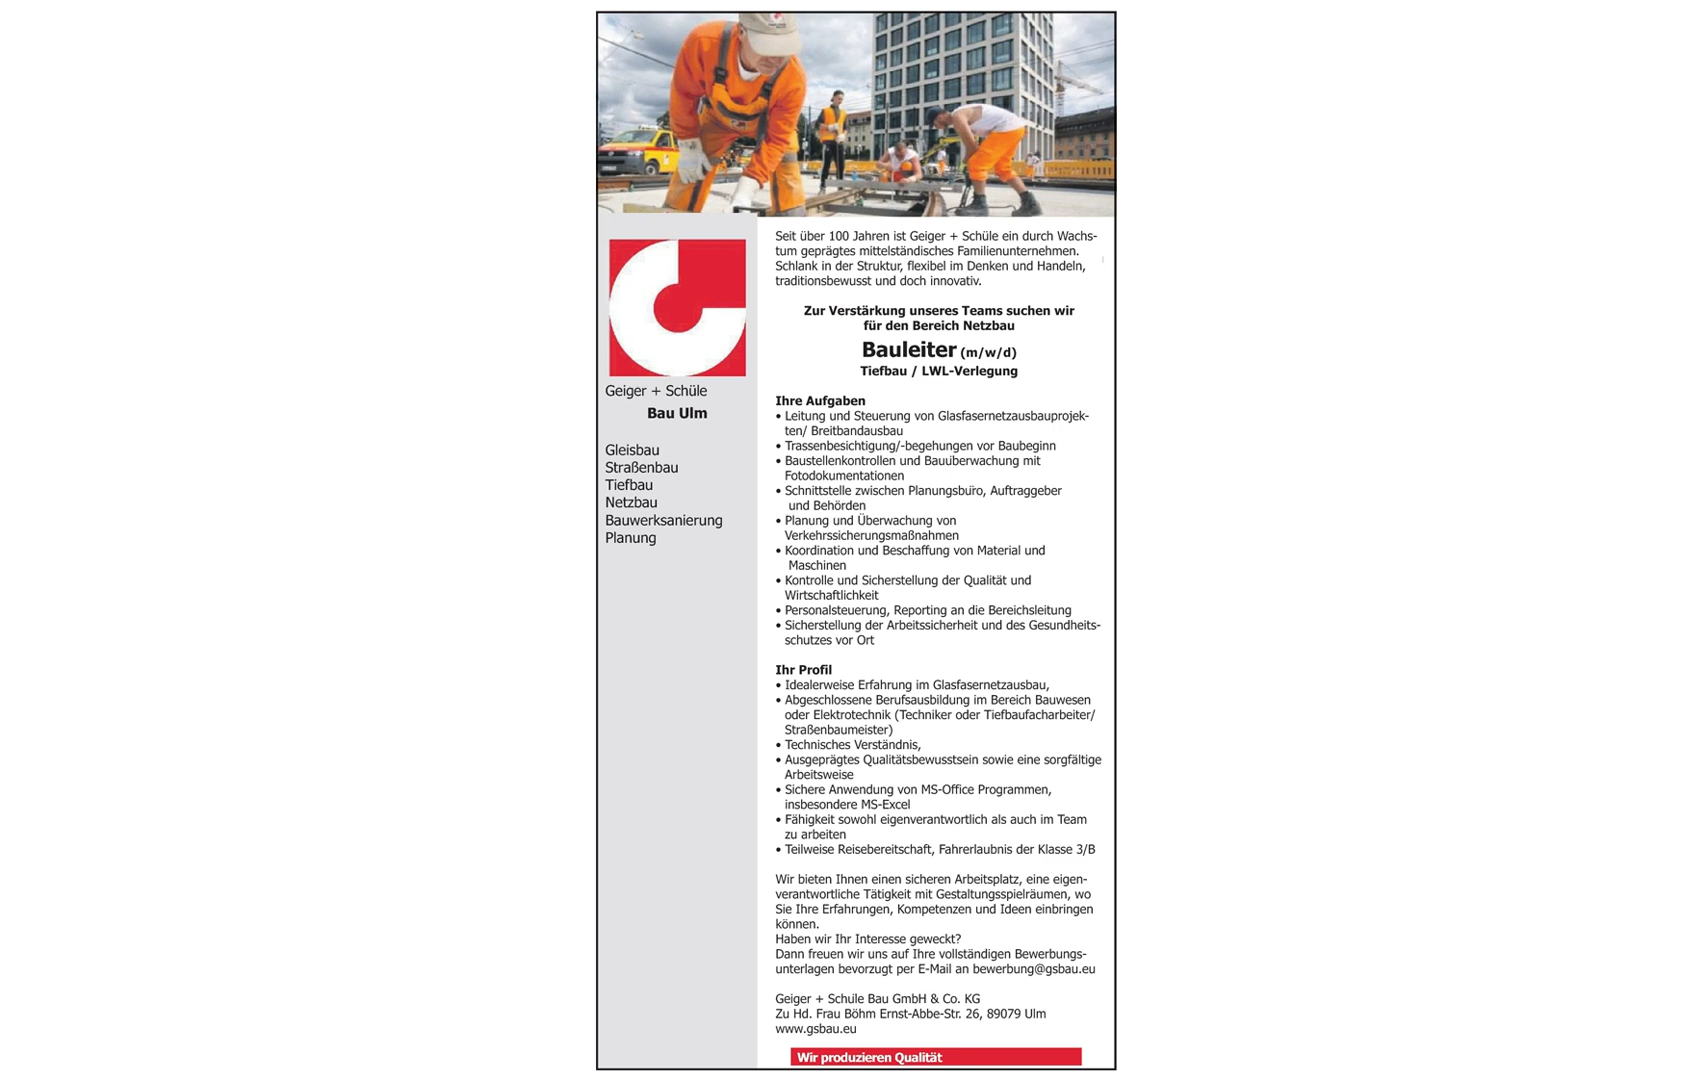 Geiger + Schüle
Bau Ulm
Gleisbau
Straßenbau
Tiefbau
Netzbau
Bauwerksanierung
Planung
Seit über 100 Jahren ist Geiger + Schüle ein durch Wachs-
tum geprägtes mittelständisches Familienunternehmen.
Schlank in der Struktur, flexibel im Denken und Handeln,
traditionsbewusst und doch innovativ.
Zur Verstärkung unseres Teams suchen wir
für den Bereich Netzbau
Bauleiter (m/w/d)
Tiefbau / LWL-Verlegung
Ihre Aufgaben
• Leitung und Steuerung von Glasfasernetzausbauprojek-
ten/ Breitbandausbau
• Trassenbesichtigung/-begehungen vor Baubeginn
• Baustellenkontrollen und Bauüberwachung mit
Fotodokumentationen
• Schnittstelle zwischen Planungsbüro, Auftraggeber
und Behörden
• Planung und Überwachung von
Verkehrssicherungsmaßnahmen
• Koordination und Beschaffung von Material und
Maschinen
• Kontrolle und Sicherstellung der Qualität und
Wirtschaftlichkeit
• Personalsteuerung, Reporting an die Bereichsleitung
• Sicherstellung der Arbeitssicherheit und des Gesundheits-
schutzes vor Ort
Ihr Profil
• Idealerweise Erfahrung im Glasfasernetzausbau,
• Abgeschlossene Berufsausbildung im Bereich Bauwesen
oder Elektrotechnik (Techniker oder Tiefbaufacharbeiter/
Straßenbaumeister)
• Technisches Verständnis,
• Ausgeprägtes Qualitätsbewusstsein sowie eine sorgfältige
Arbeitsweise
• Sichere Anwendung von MS-Office Programmen,
insbesondere MS-Excel
• Fähigkeit sowohl eigenverantwortlich als auch im Team
zu arbeiten
• Teilweise Reisebereitschaft, Fahrerlaubnis der Klasse 3/B
Wir bieten Ihnen einen sicheren Arbeitsplatz, eine eigen-
verantwortliche Tätigkeit mit Gestaltungsspielräumen, wo
Sie Ihre Erfahrungen, Kompetenzen und Ideen einbringen
können.
Haben wir Ihr Interesse geweckt?
Dann freuen wir uns auf Ihre vollständigen Bewerbungs-
unterlagen bevorzugt per E-Mail an bewerbung@gsbau.eu
Geiger + Schüle Bau GmbH & Co. KG
Zu Hd. Frau Böhm Ernst-Abbe-Str. 26, 89079 Ulm
www.gsbau.eu
Wir produzieren Qualität